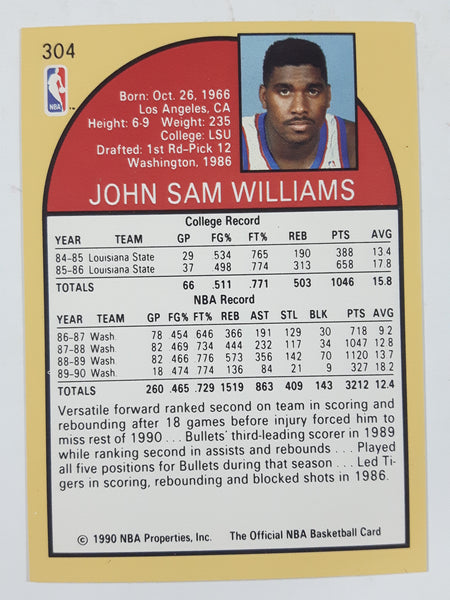 304
NBA
Born: Oct. 26, 1966
Los Angeles, CA
Height: 6-9 Weight: 235
College: LSU
Drafted: 1st Rd-Pick 12
Washington, 1986
JOHN SAM WILLIAMS
College Record
YEAR TEAM GP FG% FT% REB PTS AVG
84-85 Louisiana State 29 .534 .765 190 388 13.4
85-86 Louisiana State 37 .498 .774 313 658 17.8
TOTALS 66 .511 .771 503 1046 15.8
NBA Record
YEAR TEAM GP FG% FT% REB AST STL BLK PTS AVG
86-87 Wash. 78 .454 .646 366 191 129 30 718 9.2
87-88 Wash. 82 .469 .734 444 232 117 34 1047 12.8
88-89 Wash. 82 .466 .776 573 356 142 70 1120 13.7
89-90 Wash. 18 .474 .774 136 84 21 9 327 18.2
TOTALS 260 .465 .729 1519 863 409 143 3212 12.4
Versatile forward ranked second on team in scoring and
rebounding after 18 games before injury forced him to
miss rest of 1990 . . . Bullets' third-leading scorer in 1989
while ranking second in assists and rebounds . . . Played
all five positions for Bullets during that season . . . Led Ti-
gers in scoring, rebounding and blocked shots in 1986.
© 1990 NBA Properties, Inc. The Official NBA Basketball Card